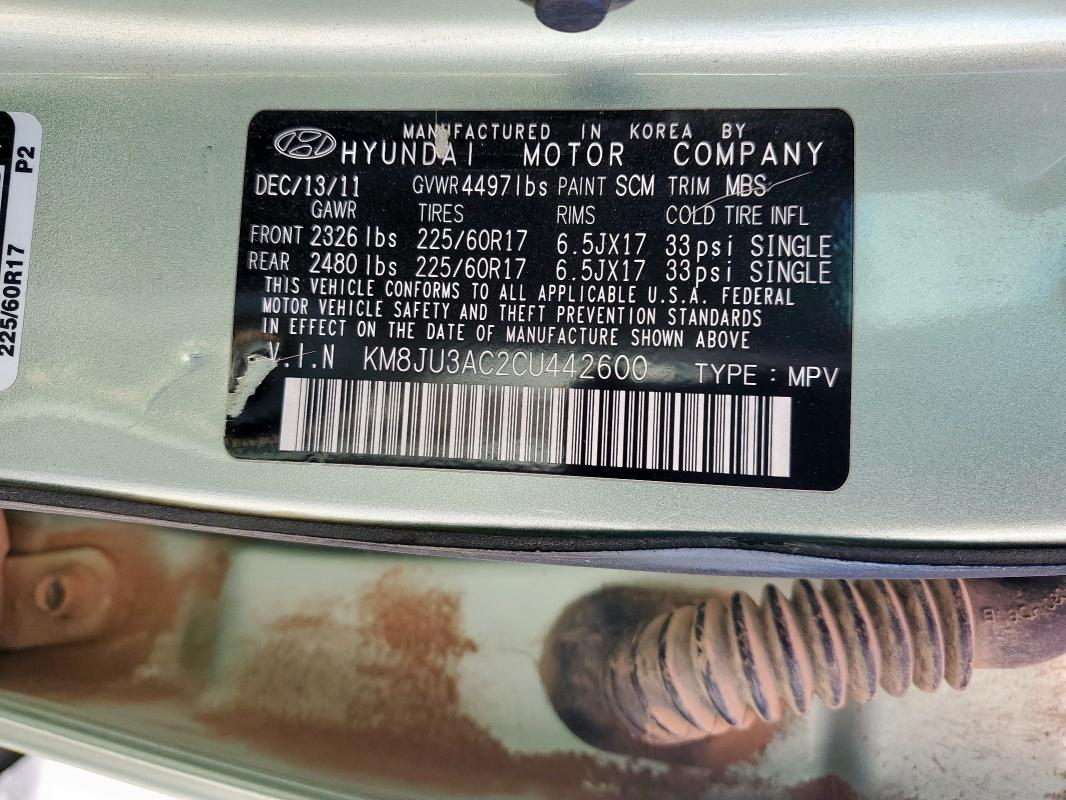 225/60R17 P2
MANUFACTURED IN KOREA BY
HYUNDAI MOTOR COMPANY
DEC/13/11 GVWR 4497lbs PAINT SCM TRIM MBS
GAWR TIRES RIMS COLD TIRE INFL
FRONT 2326 lbs 225/60R17 6.5JX17 33psi SINGLE
REAR 2480 lbs 225/60R17 6.5JX17 33psi SINGLE
THIS VEHICLE CONFORMS TO ALL APPLICABLE U.S.A. FEDERAL
MOTOR VEHICLE SAFETY AND THEFT PREVENTION STANDARDS
IN EFFECT ON THE DATE OF MANUFACTURE SHOWN ABOVE
V.I.N KM8JU3AC2CU442600 TYPE : MPV